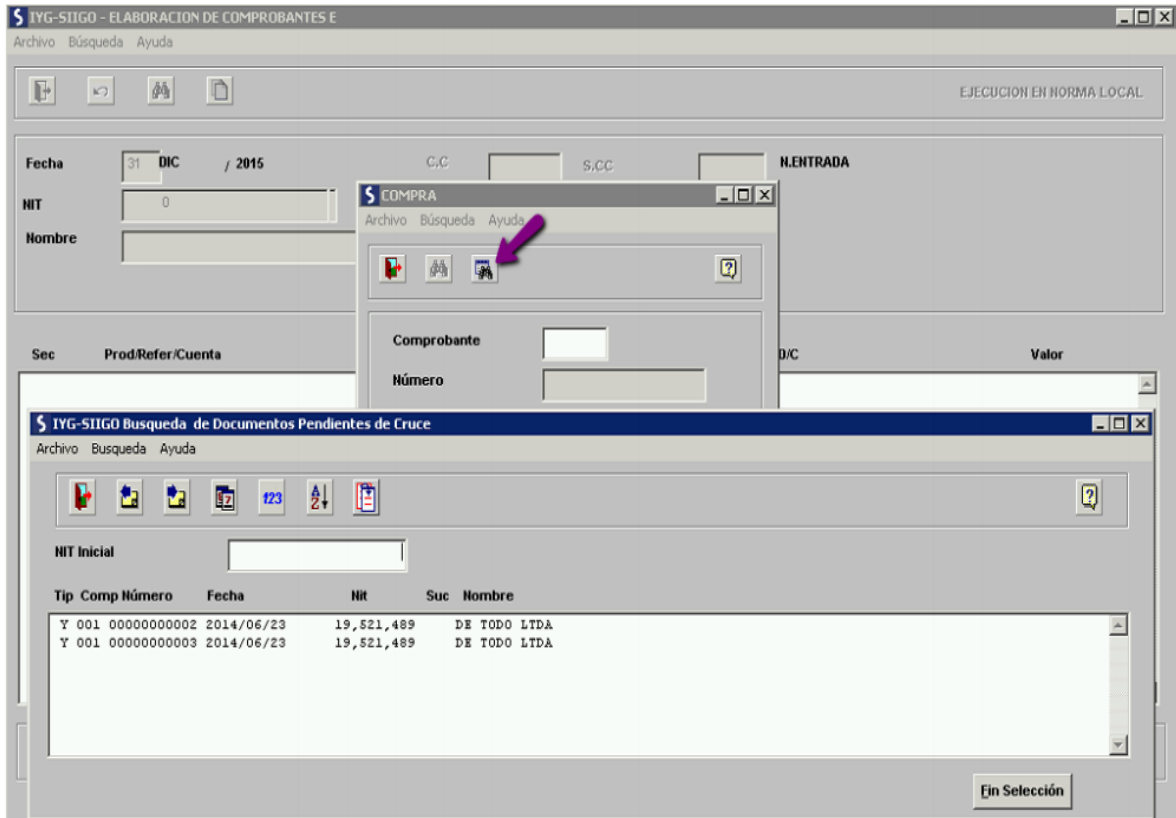 IYG-SIIGO - ELABORACION DE COMPROBANTES E
Archivo Búsqueda Ayuda
EJECUCION EN NORMA LOCAL
Fecha 31 DIC / 2015 C.C S.CC N.ENTRADA
NIT 0
Nombre
COMPRA
Archivo Búsqueda Ayuda
Comprobante
Número
Sec Prod/Refer/Cuenta D/C Valor
IYG-SIIGO Busqueda de Documentos Pendientes de Cruce
Archivo Busqueda Ayuda
123
NIT Inicial
Tip Comp Número Fecha Nit Suc Nombre
Y 001 00000000002 2014/06/23 19,521,489 DE TODO LTDA
Y 001 00000000003 2014/06/23 19,521,489 DE TODO LTDA
Fin Selección